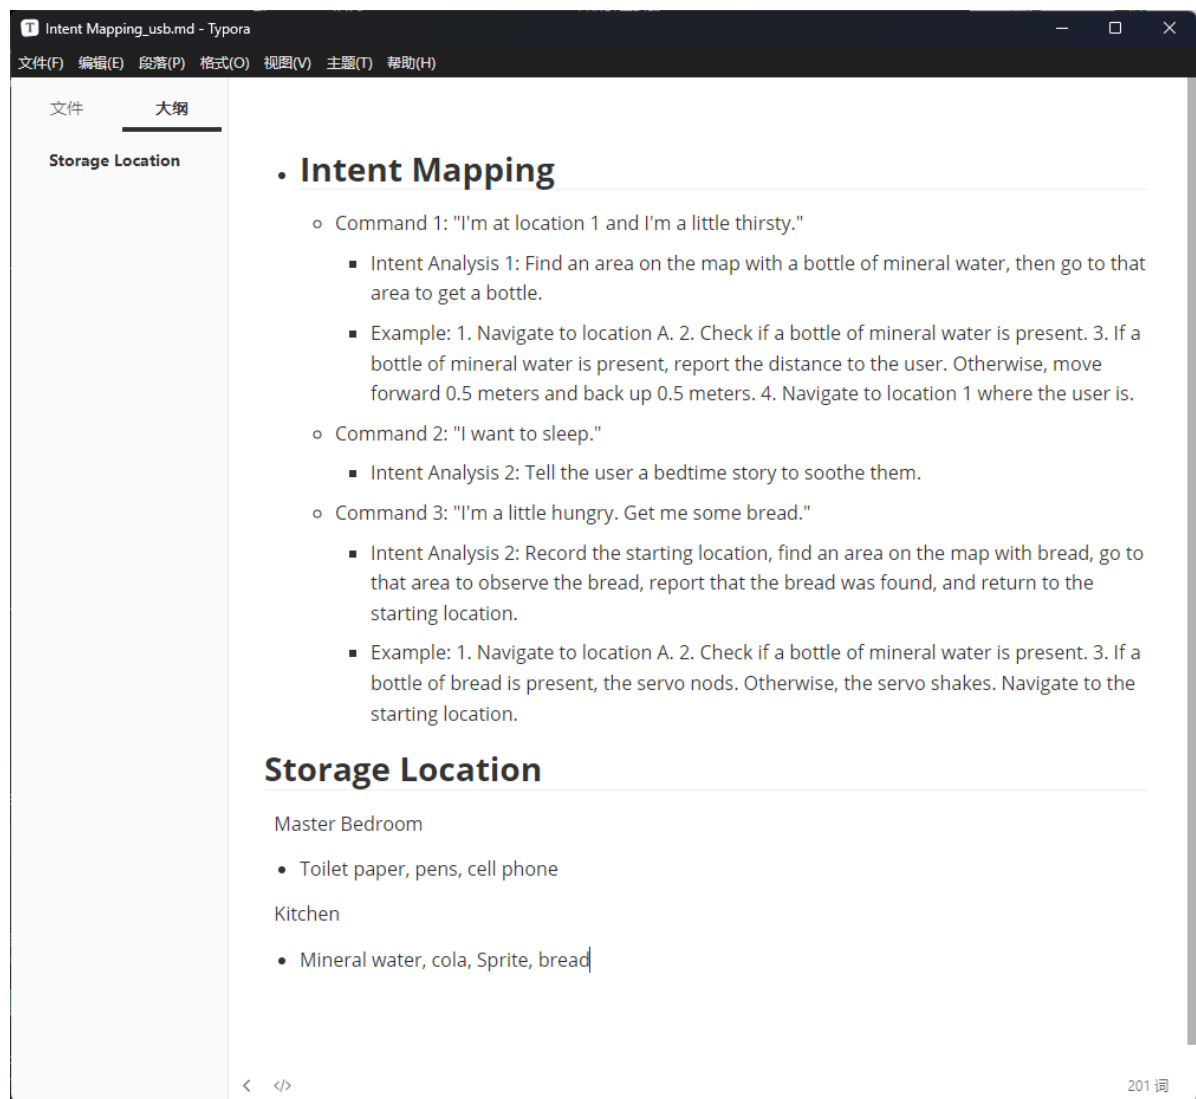 Intent Mapping_usb.md - Typora
文件(F) 编辑(E) 段落(P) 格式(O) 视图(V) 主题(T) 帮助(H)
文件 大纲
Storage Location
Intent Mapping
Command 1: "I'm at location 1 and I'm a little thirsty."
Intent Analysis 1: Find an area on the map with a bottle of mineral water, then go to that
area to get a bottle.
Example: 1. Navigate to location A. 2. Check if a bottle of mineral water is present. 3. If a
bottle of mineral water is present, report the distance to the user. Otherwise, move
forward 0.5 meters and back up 0.5 meters. 4. Navigate to location 1 where the user is.
Command 2: "I want to sleep."
Intent Analysis 2: Tell the user a bedtime story to soothe them.
Command 3: "I'm a little hungry. Get me some bread."
Intent Analysis 2: Record the starting location, find an area on the map with bread, go to
that area to observe the bread, report that the bread was found, and return to the
starting location.
Example: 1. Navigate to location A. 2. Check if a bottle of mineral water is present. 3. If a
bottle of bread is present, the servo nods. Otherwise, the servo shakes. Navigate to the
starting location.
Storage Location
Master Bedroom
Toilet paper, pens, cell phone
Kitchen
Mineral water, cola, Sprite, bread
201 词